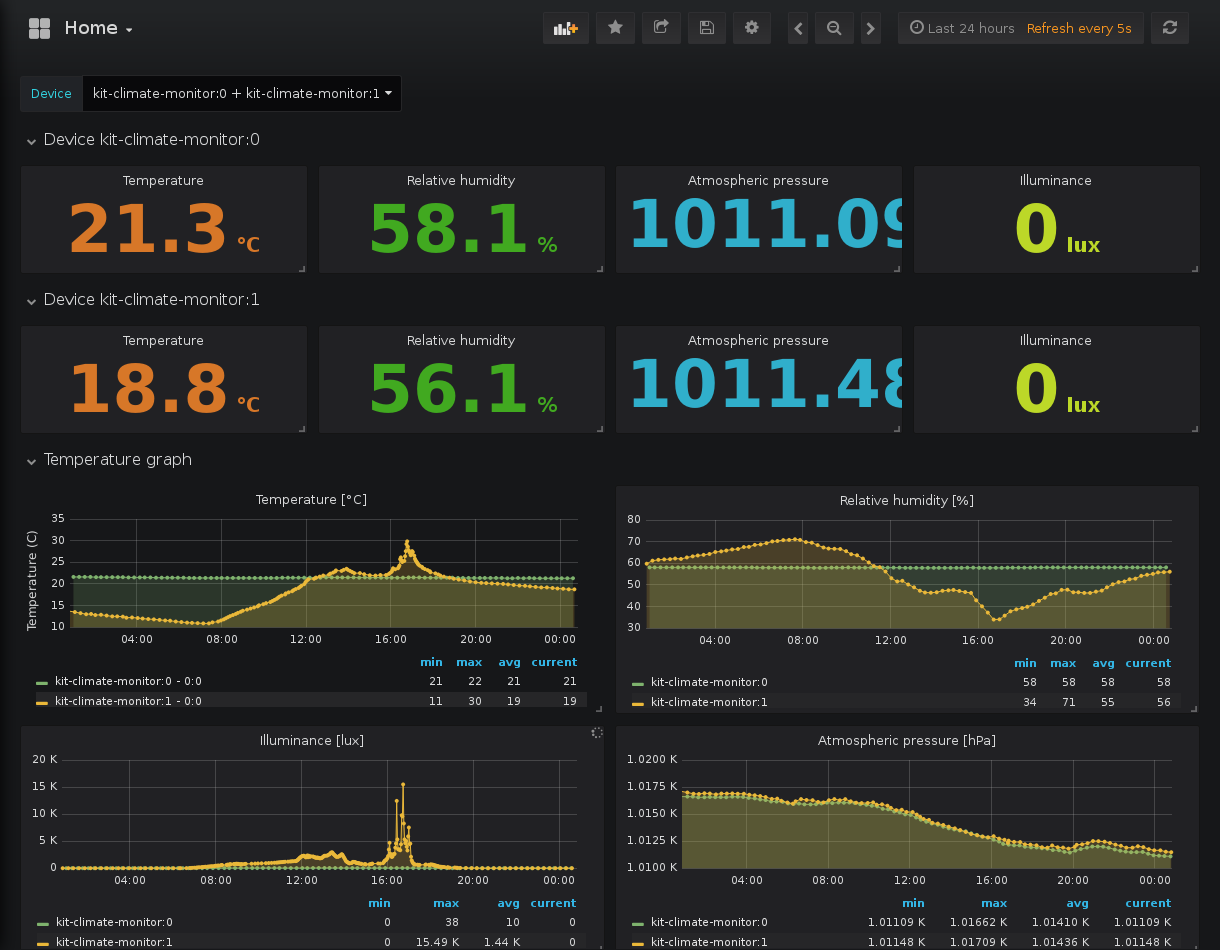 Home
Last 24 hours Refresh every 5s
Device kit-climate-monitor:0 + kit-climate-monitor:1
Device kit-climate-monitor:0
Temperature Relative humidity Atmospheric pressure Illuminance
21.3 °C 58.1 % 1011.09 0 lux
Device kit-climate-monitor:1
Temperature Relative humidity Atmospheric pressure Illuminance
18.8 °C 56.1 % 1011.48 0 lux
Temperature graph
Temperature [°C]
Temperature (C)
35
30
25
20
15
10
04:00 08:00 12:00 16:00 20:00 00:00
min max avg current
kit-climate-monitor:0 - 0:0 21 22 21 21
kit-climate-monitor:1 - 0:0 11 30 19 19
Relative humidity [%]
80
70
60
50
40
30
04:00 08:00 12:00 16:00 20:00 00:00
min max avg current
kit-climate-monitor:0 58 58 58 58
kit-climate-monitor:1 34 71 55 56
Illuminance [lux]
20 K
15 K
10 K
5 K
0
04:00 08:00 12:00 16:00 20:00 00:00
min max avg current
kit-climate-monitor:0 0 38 10 0
kit-climate-monitor:1 0 15.49 K 1.44 K 0
Atmospheric pressure [hPa]
1.0200 K
1.0175 K
1.0150 K
1.0125 K
1.0100 K
04:00 08:00 12:00 16:00 20:00 00:00
min max avg current
kit-climate-monitor:0 1.01109 K 1.01662 K 1.01410 K 1.01109 K
kit-climate-monitor:1 1.01148 K 1.01709 K 1.01436 K 1.01148 K